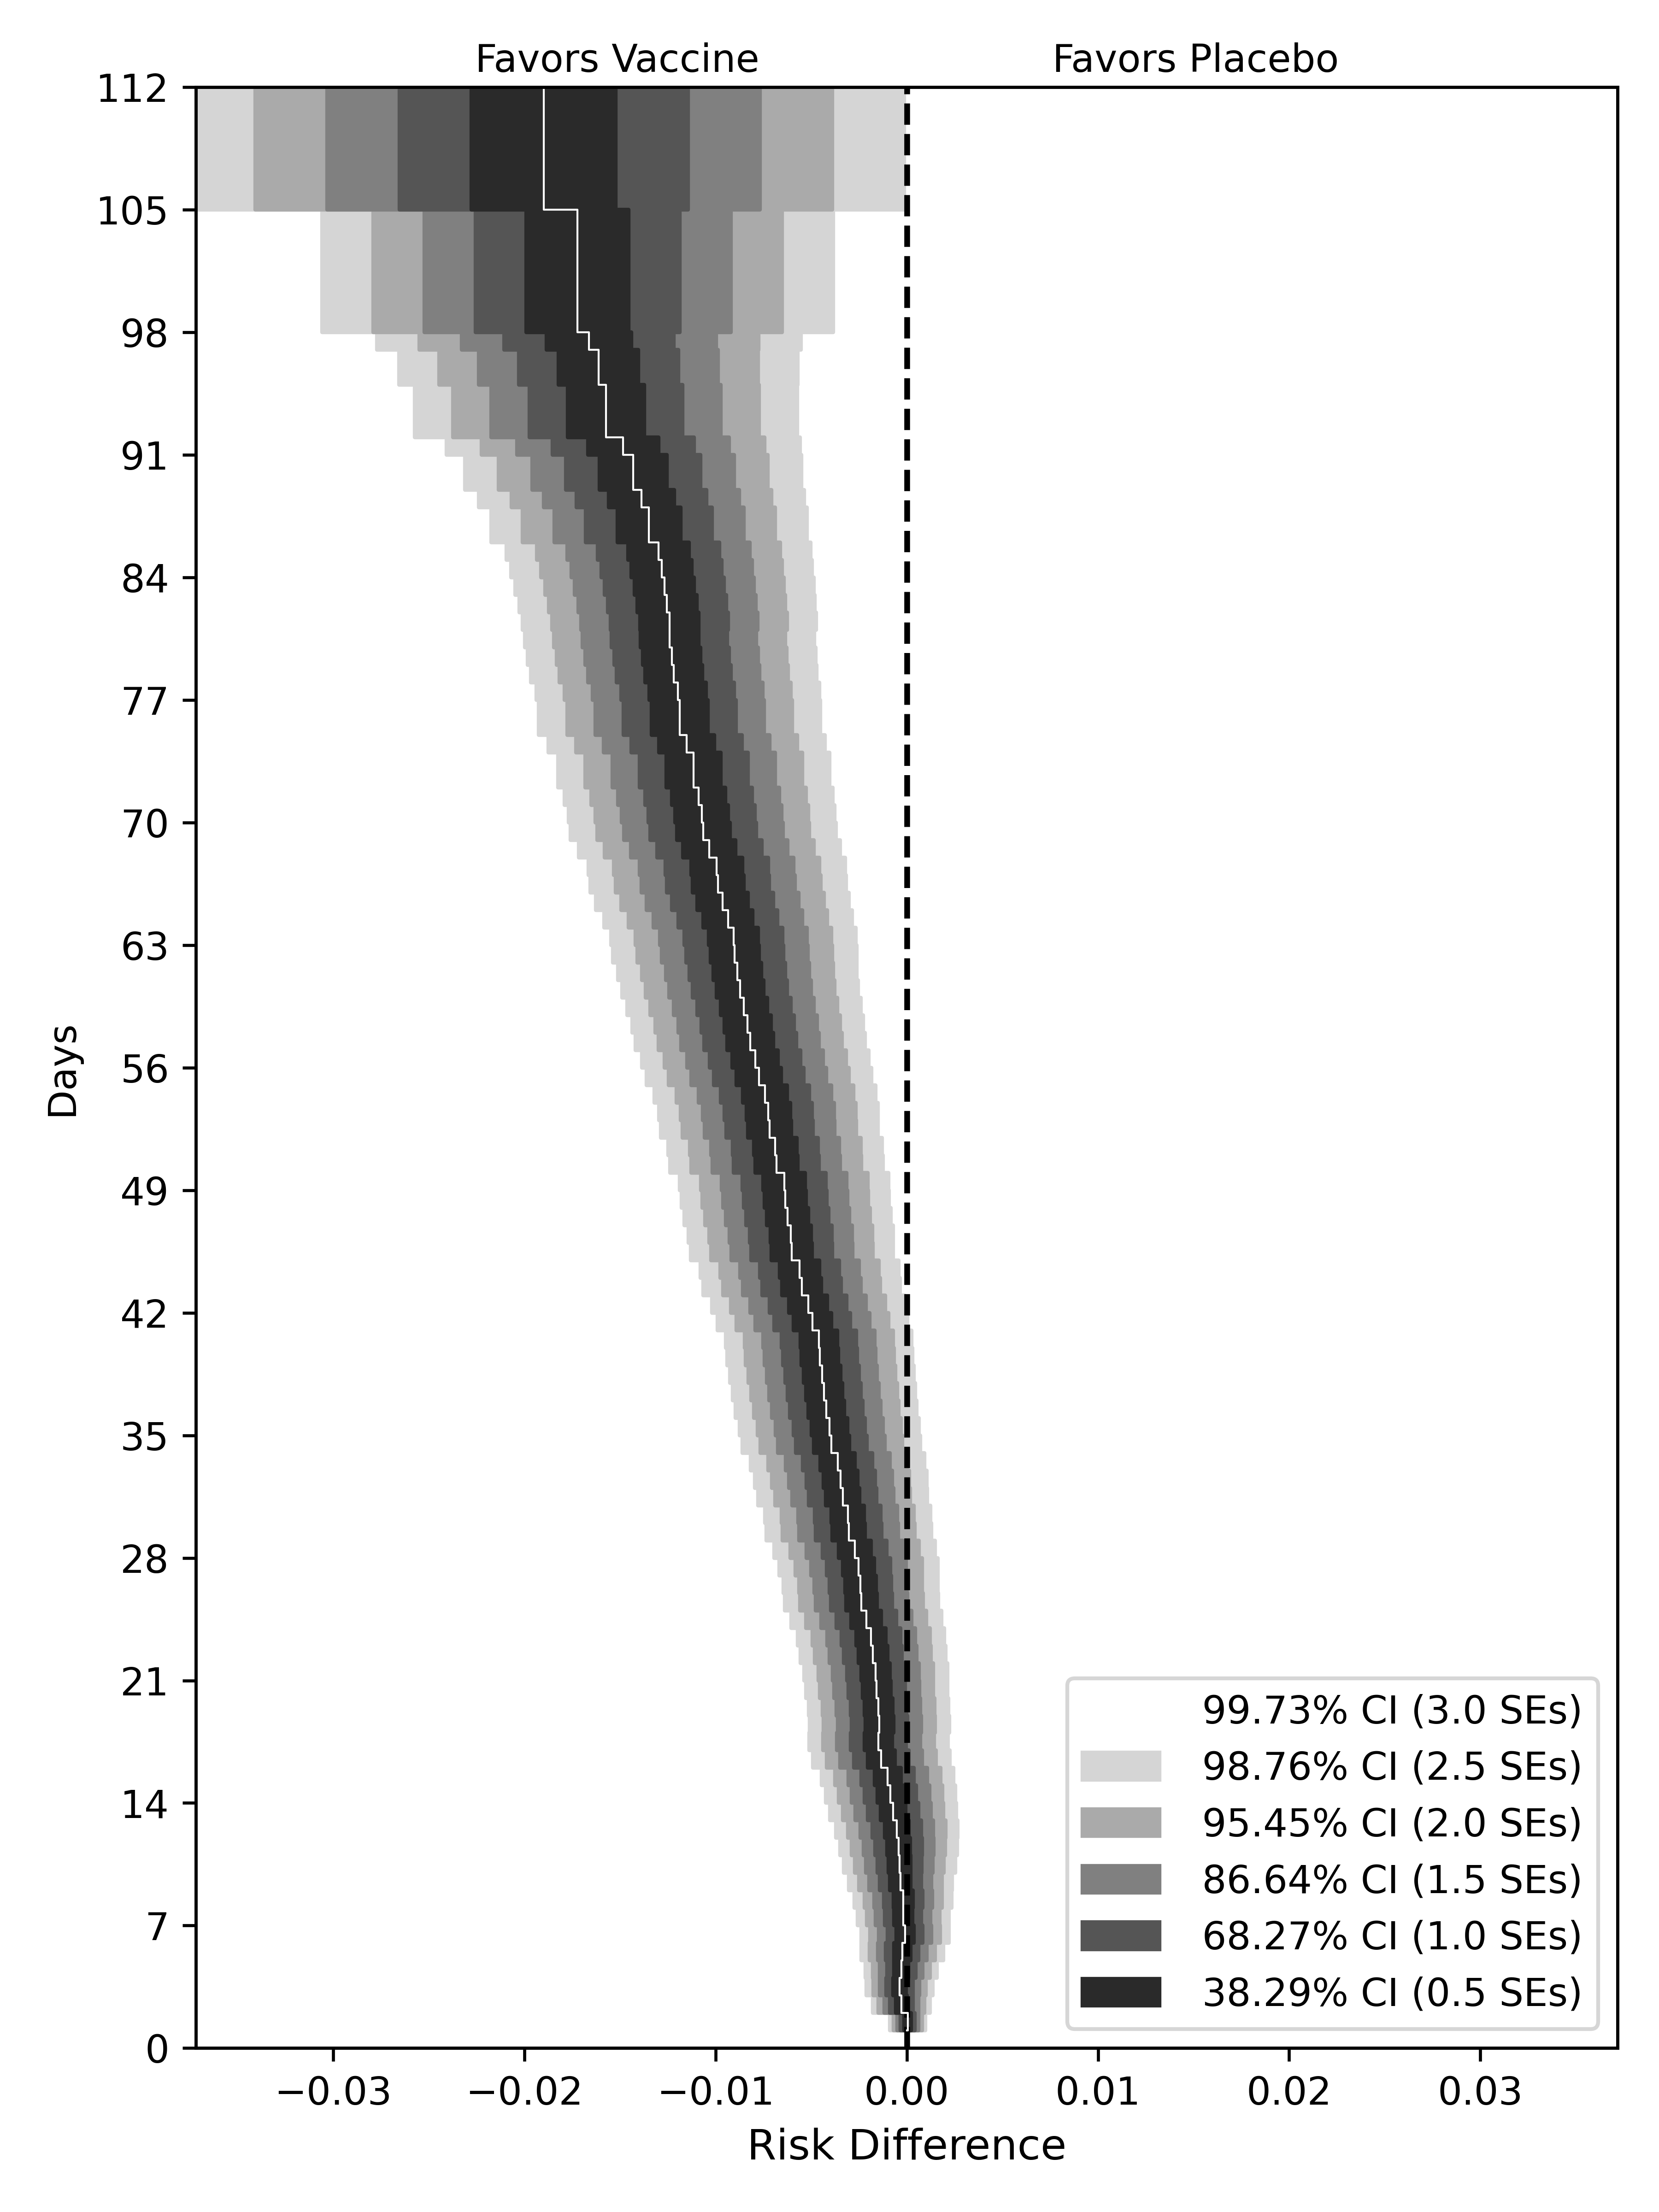 Favors Vaccine Favors Placebo
112
105
98
91
84
77
70
63
56
49
42
35
28
21
14
7
0
Days
99.73% CI (3.0 SEs)
98.76% CI (2.5 SEs)
95.45% CI (2.0 SEs)
86.64% CI (1.5 SEs)
68.27% CI (1.0 SEs)
38.29% CI (0.5 SEs)
−0.03 −0.02 −0.01 0.00 0.01 0.02 0.03
Risk Difference